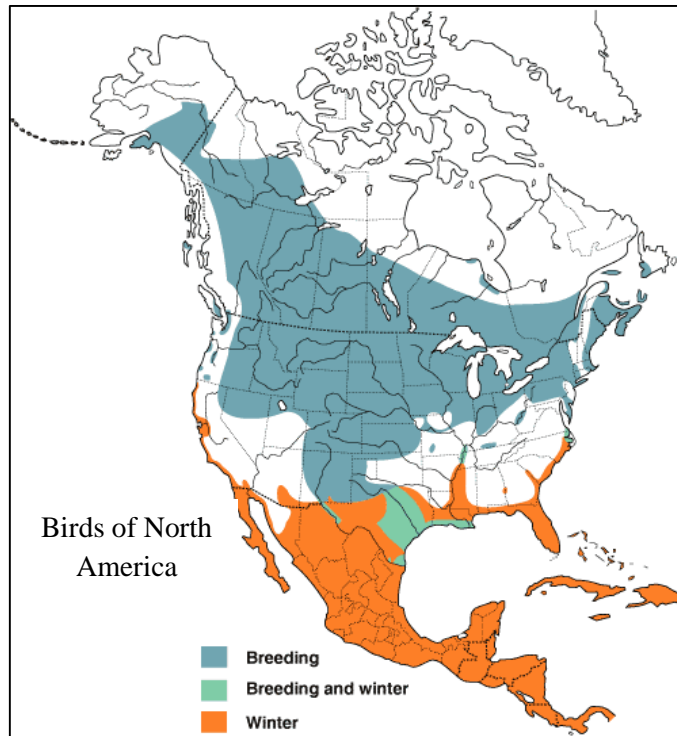 Birds of North
America
Breeding
Breeding and winter
Winter